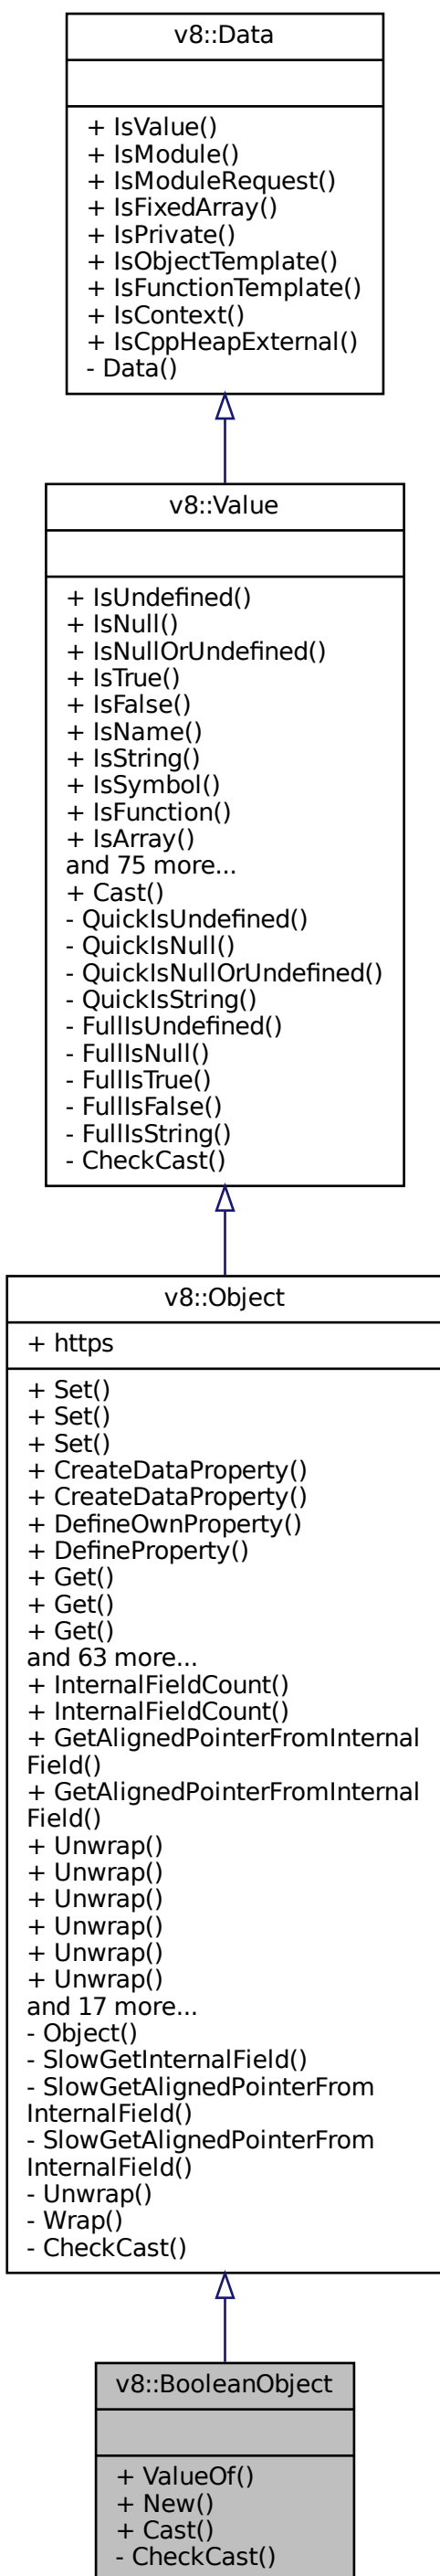 v8::Data
+ IsValue()
+ IsModule()
+ IsModuleRequest()
+ IsFixedArray()
+ IsPrivate()
+ IsObjectTemplate()
+ IsFunctionTemplate()
+ IsContext()
+ IsCppHeapExternal()
- Data()
v8::Value
+ IsUndefined()
+ IsNull()
+ IsNullOrUndefined()
+ IsTrue()
+ IsFalse()
+ IsName()
+ IsString()
+ IsSymbol()
+ IsFunction()
+ IsArray()
and 75 more...
+ Cast()
- QuickIsUndefined()
- QuickIsNull()
- QuickIsNullOrUndefined()
- QuickIsString()
- FullIsUndefined()
- FullIsNull()
- FullIsTrue()
- FullIsFalse()
- FullIsString()
- CheckCast()
v8::Object
+ https
+ Set()
+ Set()
+ Set()
+ CreateDataProperty()
+ CreateDataProperty()
+ DefineOwnProperty()
+ DefineProperty()
+ Get()
+ Get()
+ Get()
and 63 more...
+ InternalFieldCount()
+ InternalFieldCount()
+ GetAlignedPointerFromInternal
Field()
+ GetAlignedPointerFromInternal
Field()
+ Unwrap()
+ Unwrap()
+ Unwrap()
+ Unwrap()
+ Unwrap()
+ Unwrap()
and 17 more...
- Object()
- SlowGetInternalField()
- SlowGetAlignedPointerFrom
InternalField()
- SlowGetAlignedPointerFrom
InternalField()
- Unwrap()
- Wrap()
- CheckCast()
v8::BooleanObject
+ ValueOf()
+ New()
+ Cast()
- CheckCast()